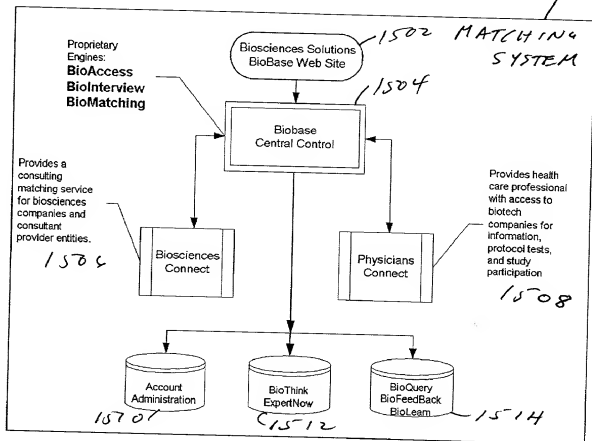 1502 MATCHING
SYSTEM
Biosciences Solutions
BioBase Web Site
Proprietary
Engines:
BioAccess
BioInterview
BioMatching
1504
Biobase
Central Control
Provides a
consulting
matching service
for biosciences
companies and
consultant
provider entities.
1506
Biosciences
Connect
Physicians
Connect
Provides health
care professional
with access to
biotech
companies for
information,
protocol tests,
and study
participation
1508
Account
Administration
BioThink
ExpertNow
BioQuery
BioFeedBack
BioLearn
1512
1514